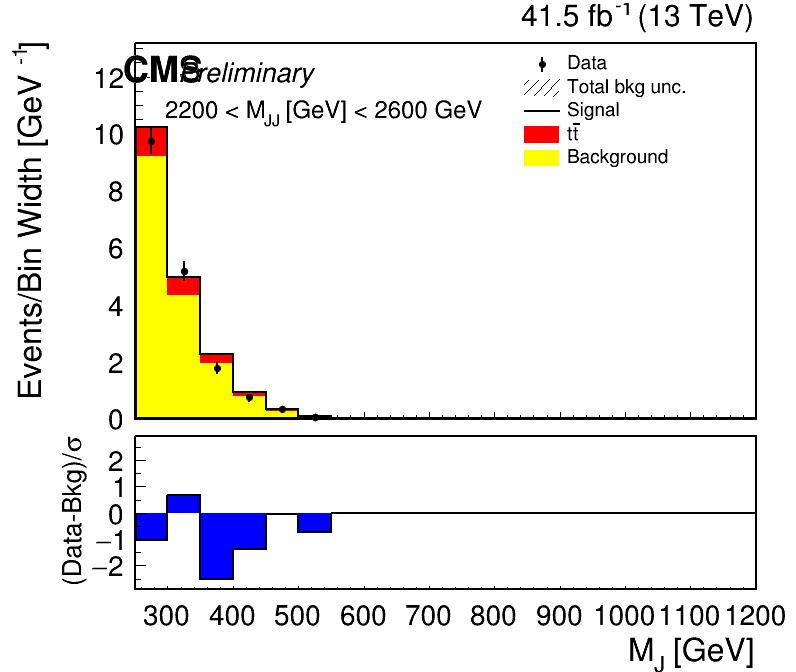 41.5 fb⁻¹ (13 TeV)
CMS Preliminary
2200 < M_JJ [GeV] < 2600 GeV
Data
Total bkg unc.
Signal
tt̄
Background
Events/Bin Width [GeV⁻¹]
12
10
8
6
4
2
0
(Data-Bkg)/σ
2
1
0
−1
−2
300 400 500 600 700 800 900 1000 1100 1200
M_J [GeV]